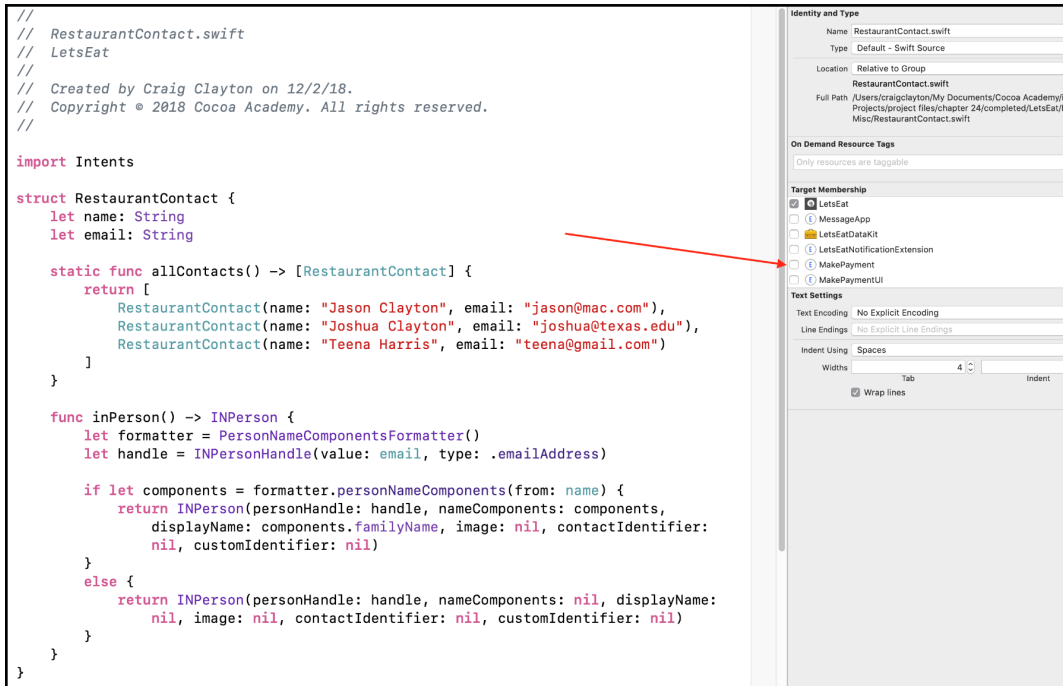 //
//  RestaurantContact.swift
//  LetsEat
//
//  Created by Craig Clayton on 12/2/18.
//  Copyright © 2018 Cocoa Academy. All rights reserved.
//
import Intents
struct RestaurantContact {
    let name: String
    let email: String
    static func allContacts() -> [RestaurantContact] {
        return [
            RestaurantContact(name: "Jason Clayton", email: "jason@mac.com"),
            RestaurantContact(name: "Joshua Clayton", email: "joshua@texas.edu"),
            RestaurantContact(name: "Teena Harris", email: "teena@gmail.com")
        ]
    }
    func inPerson() -> INPerson {
        let formatter = PersonNameComponentsFormatter()
        let handle = INPersonHandle(value: email, type: .emailAddress)
        if let components = formatter.personNameComponents(from: name) {
            return INPerson(personHandle: handle, nameComponents: components,
                displayName: components.familyName, image: nil, contactIdentifier:
                nil, customIdentifier: nil)
        }
        else {
            return INPerson(personHandle: handle, nameComponents: nil, displayName:
                nil, image: nil, contactIdentifier: nil, customIdentifier: nil)
        }
    }
}
Identity and Type
Name RestaurantContact.swift
Type Default - Swift Source
Location Relative to Group
RestaurantContact.swift
Full Path /Users/craigclayton/My Documents/Cocoa Academy/
Projects/project files/chapter 24/completed/LetsEat/
Misc/RestaurantContact.swift
On Demand Resource Tags
Only resources are taggable
Target Membership
LetsEat
E MessageApp
LetsEatDataKit
E LetsEatNotificationExtension
E MakePayment
E MakePaymentUI
Text Settings
Text Encoding No Explicit Encoding
Line Endings No Explicit Line Endings
Indent Using Spaces
Widths 4
Tab Indent
Wrap lines